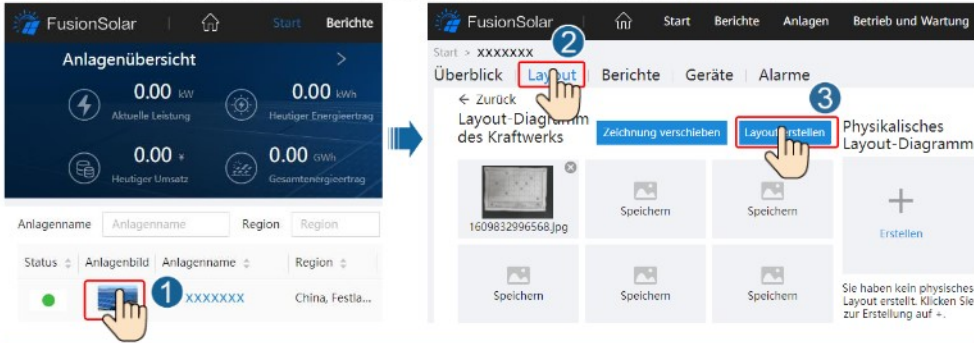 FusionSolar
Start Berichte
Anlagenübersicht >
0.00 kW
Aktuelle Leistung
0.00 kWh
Heutiger Energieertrag
0.00 ¥
Heutiger Umsatz
0.00 GWh
Gesamtenergieertrag
Anlagenname Anlagenname Region Region
Status Anlagenbild Anlagenname Region
1 XXXXXXX China, Festla...
FusionSolar Start Berichte Anlagen Betrieb und Wartung
Start > XXXXXXX
2
Überblick Layout Berichte Geräte Alarme
← Zurück
3
Layout-Diagramm
des Kraftwerks
Zeichnung verschieben
Layout erstellen
Physikalisches
Layout-Diagramm
1609832996568.jpg
Speichern
Speichern
+
Erstellen
Speichern
Speichern
Speichern
Sie haben kein physisches
Layout erstellt. Klicken Sie
zur Erstellung auf +.